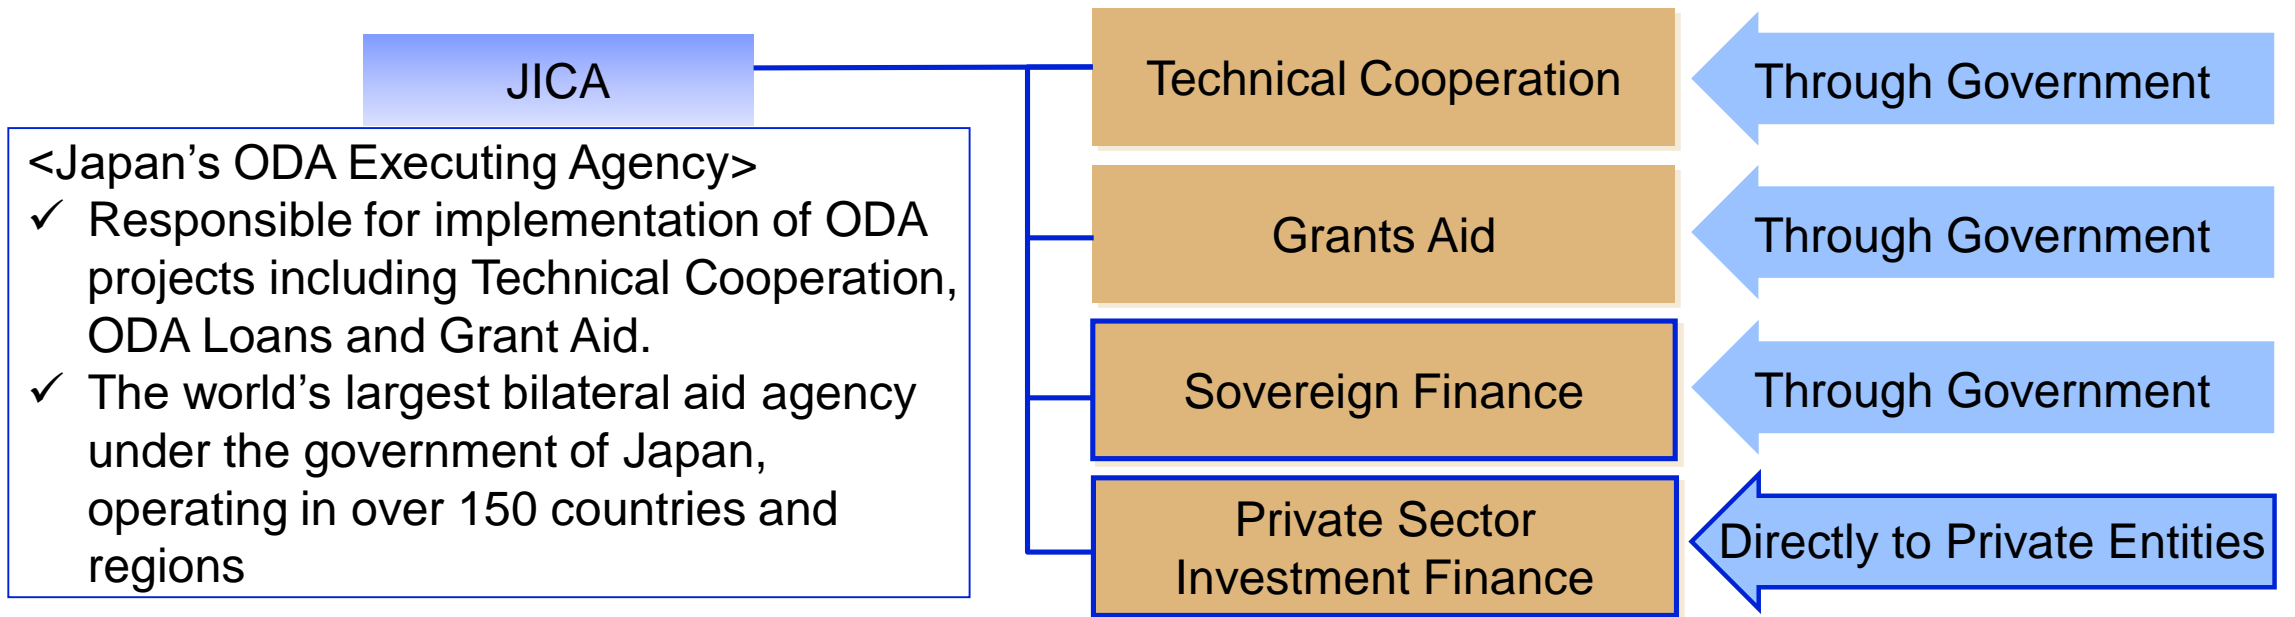 JICA
<Japan’s ODA Executing Agency>
✓ Responsible for implementation of ODA
projects including Technical Cooperation,
ODA Loans and Grant Aid.
✓ The world’s largest bilateral aid agency
under the government of Japan,
operating in over 150 countries and
regions
Technical Cooperation
Through Government
Grants Aid
Through Government
Sovereign Finance
Through Government
Private Sector
Investment Finance
Directly to Private Entities